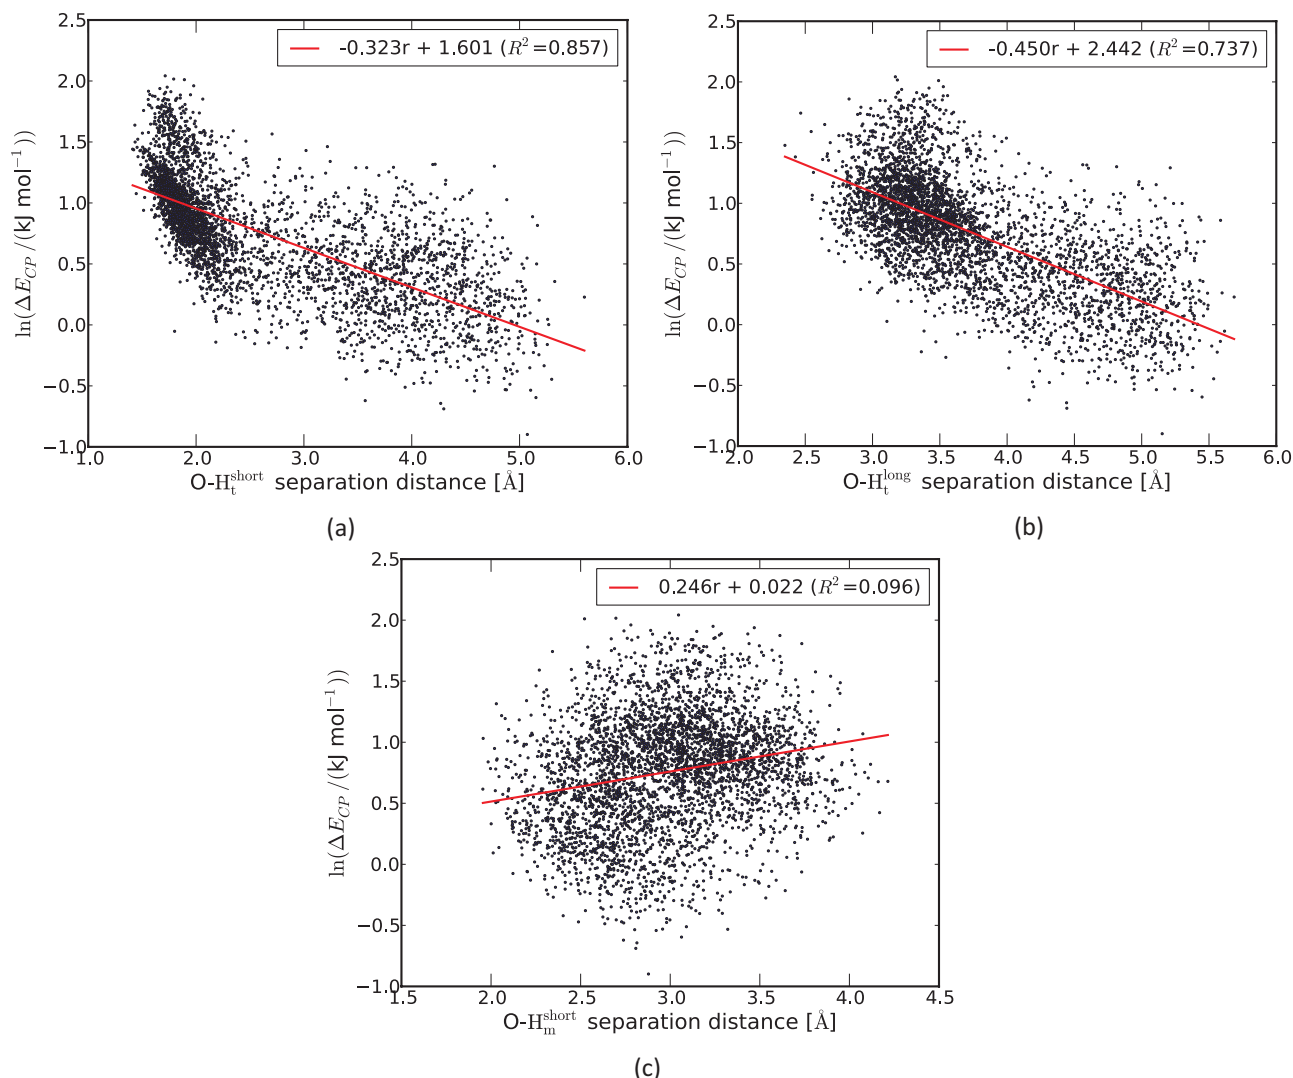 -0.323r + 1.601 (R²=0.857)
2.5
2.0
1.5
1.0
0.5
0.0
−0.5
−1.0
ln(ΔE_CP/(kJ mol⁻¹))
1.0 2.0 3.0 4.0 5.0 6.0
O-H_t^short separation distance [Å]
(a)
-0.450r + 2.442 (R²=0.737)
2.5
2.0
1.5
1.0
0.5
0.0
−0.5
−1.0
ln(ΔE_CP/(kJ mol⁻¹))
2.0 2.5 3.0 3.5 4.0 4.5 5.0 5.5 6.0
O-H_t^long separation distance [Å]
(b)
0.246r + 0.022 (R²=0.096)
2.5
2.0
1.5
1.0
0.5
0.0
−0.5
−1.0
ln(ΔE_CP/(kJ mol⁻¹))
1.5 2.0 2.5 3.0 3.5 4.0 4.5
O-H_m^short separation distance [Å]
(c)